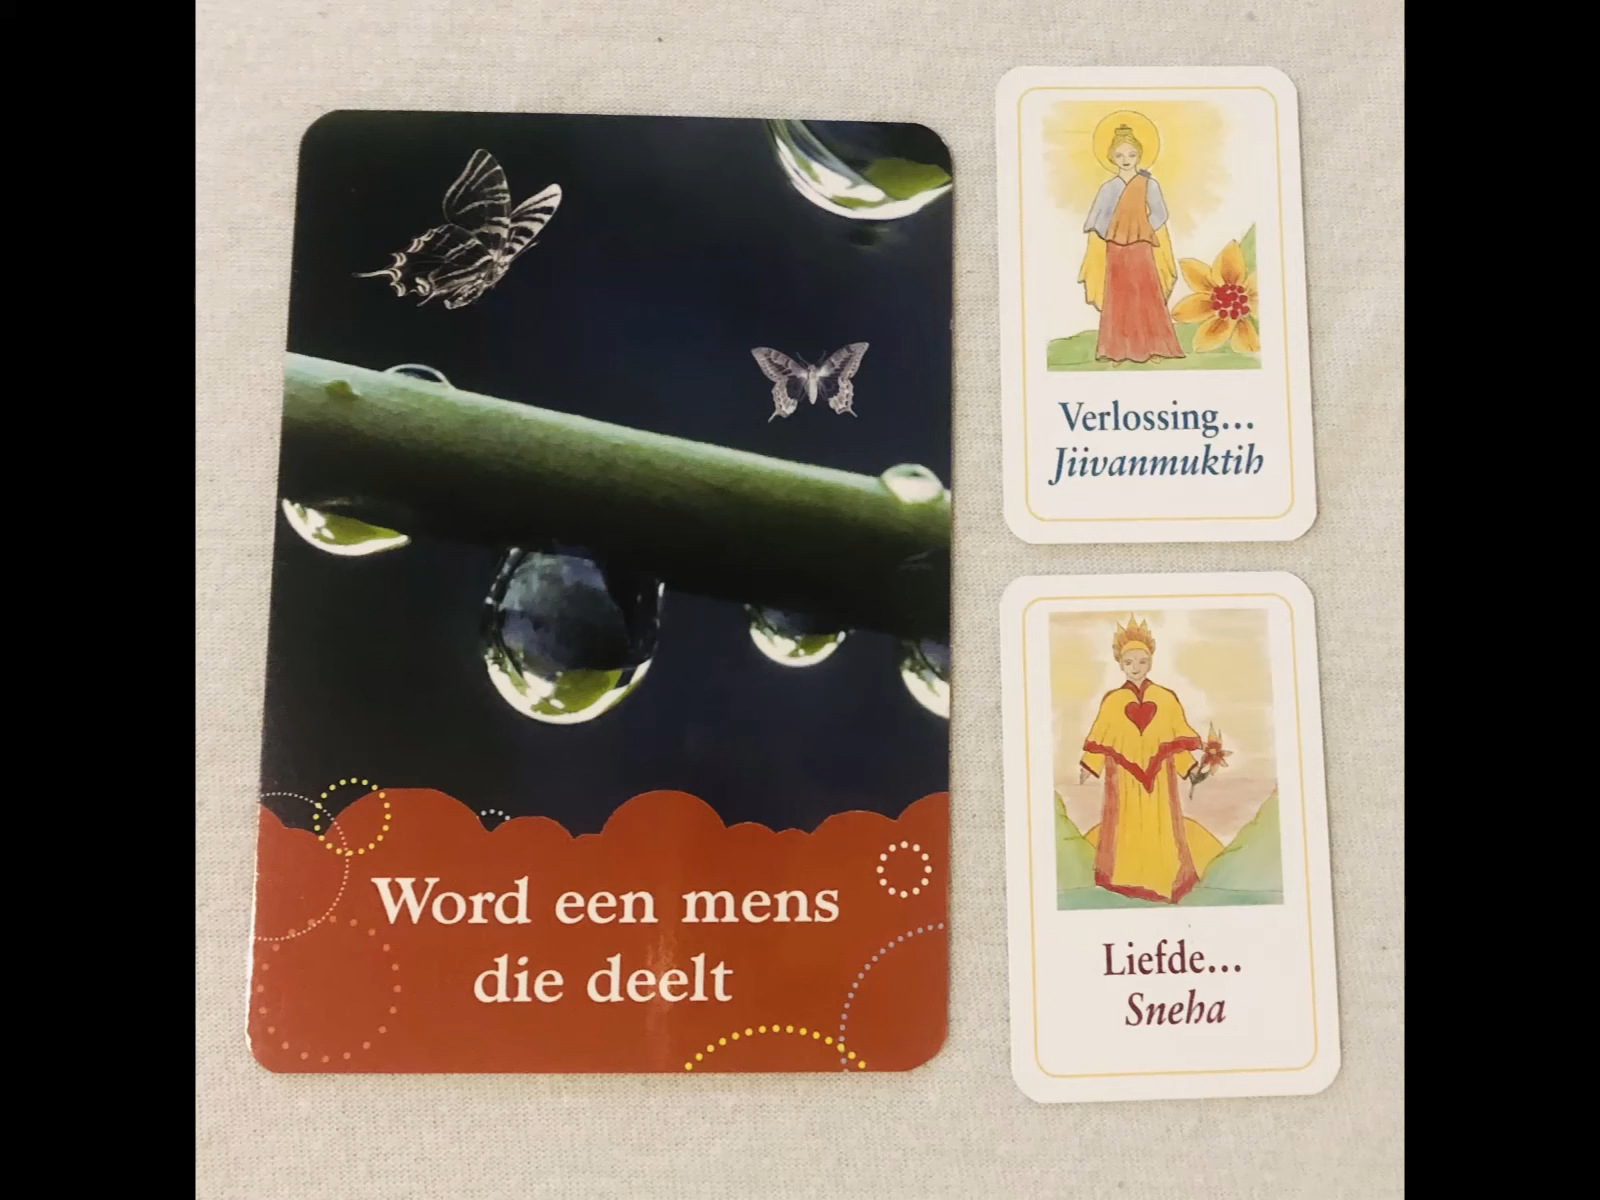 Word een mens
die deelt
Verlossing...
Jiivanmuktih
Liefde...
Sneha